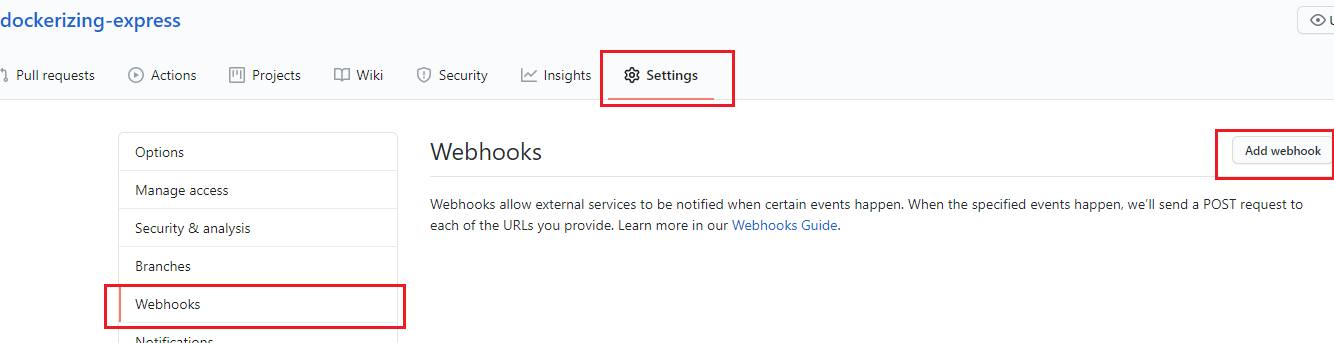 dockerizing-express
Pull requests Actions Projects Wiki Security Insights Settings
Options
Manage access
Security & analysis
Branches
Webhooks
Notifications
Webhooks
Add webhook
Webhooks allow external services to be notified when certain events happen. When the specified events happen, we'll send a POST request to
each of the URLs you provide. Learn more in our Webhooks Guide.